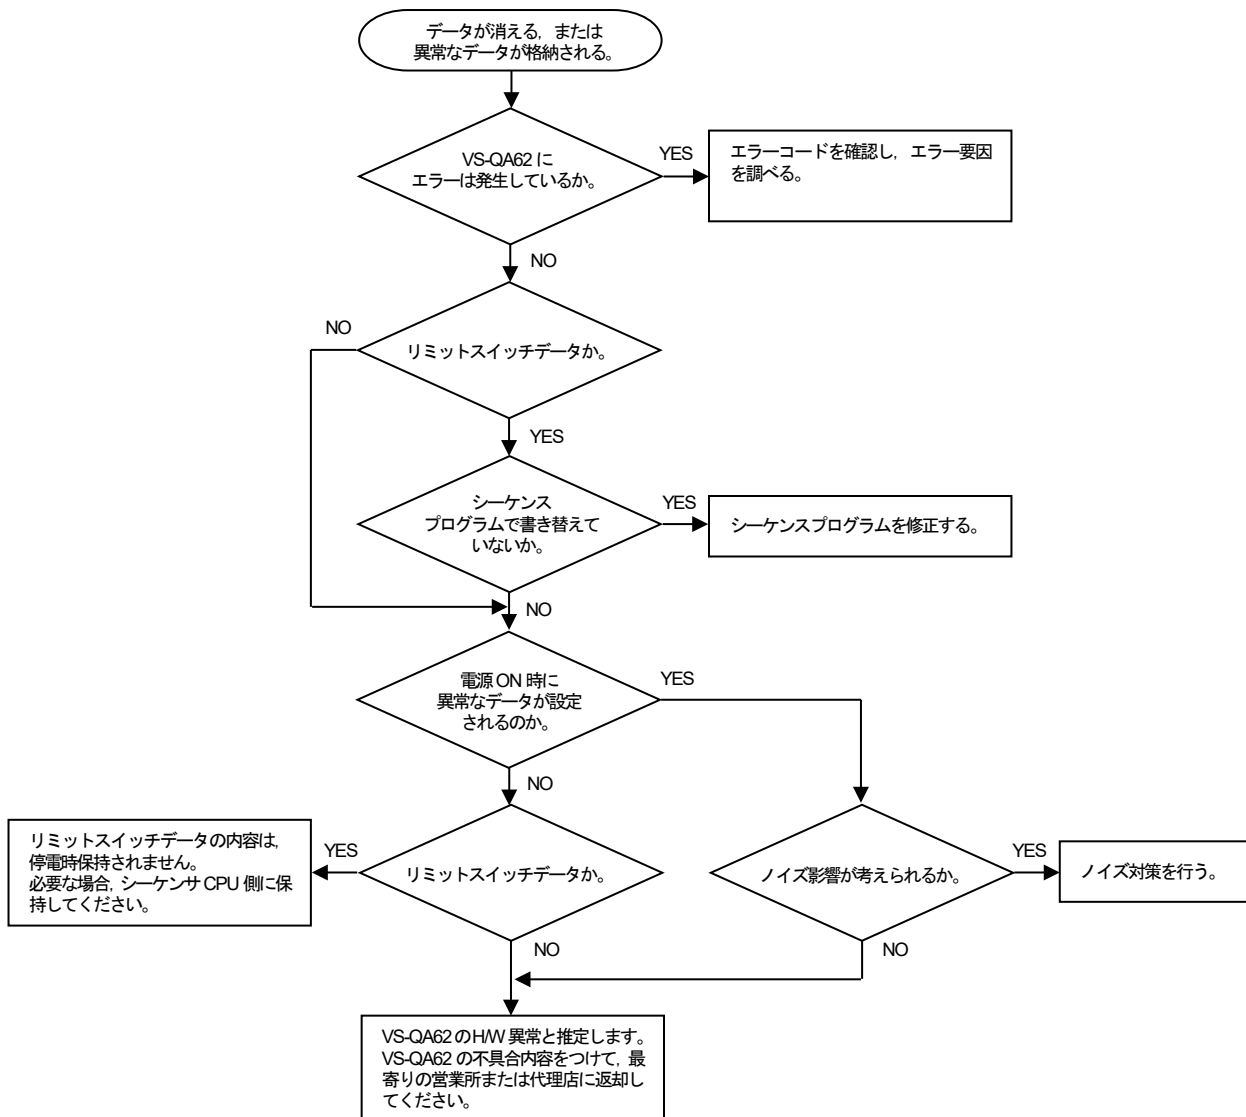 データが消える，または
異常なデータが格納される。
VS-QA62 に
エラーは発生しているか。
YES
エラーコードを確認し，エラー要因
を調べる。
NO
NO
リミットスイッチデータか。
YES
シーケンス
プログラムで書き替えて
いないか。
YES
シーケンスプログラムを修正する。
NO
電源 ON 時に
異常なデータが設定
されるのか。
YES
NO
リミットスイッチデータの内容は，
停電時保持されません。
必要な場合，シーケンサ CPU 側に保
持してください。
YES
リミットスイッチデータか。
ノイズ影響が考えられるか。
YES
ノイズ対策を行う。
NO
NO
VS-QA62 のH/W 異常と推定します。
VS-QA62 の不具合内容をつけて，最
寄りの営業所または代理店に返却し
てください。